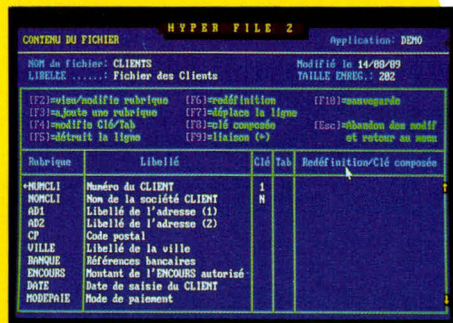 HYPER FILE 2
CONTENU DU FICHIER Application: DEMO
NOM du fichier: CLIENTS Modifié le 14/08/89
LIBELLE ......: Fichier des Clients TAILLE ENREG.: 202
[F2]=visu/modifie rubrique [F6]=redéfinition [F10]=sauvegarde
[F3]=ajoute une rubrique [F7]=déplace la ligne
[F4]=modifie Clé/Tab [F8]=clé composée [Esc]=Abandon des modif
[F5]=détruit la ligne [F9]=liaison (+) et retour au menu
Rubrique Libellé Clé Tab Redéfinition/Clé composée
+NUMCLI Numéro du CLIENT 1
NOMCLI Nom de la société CLIENT N
AD1 Libellé de l'adresse (1)
AD2 Libellé de l'adresse (2)
CP Code postal
VILLE Libellé de la ville
BANQUE Références bancaires
ENCOURS Montant de l'ENCOURS autorisé
DATE Date de saisie du CLIENT
MODEPAIE Mode de paiement